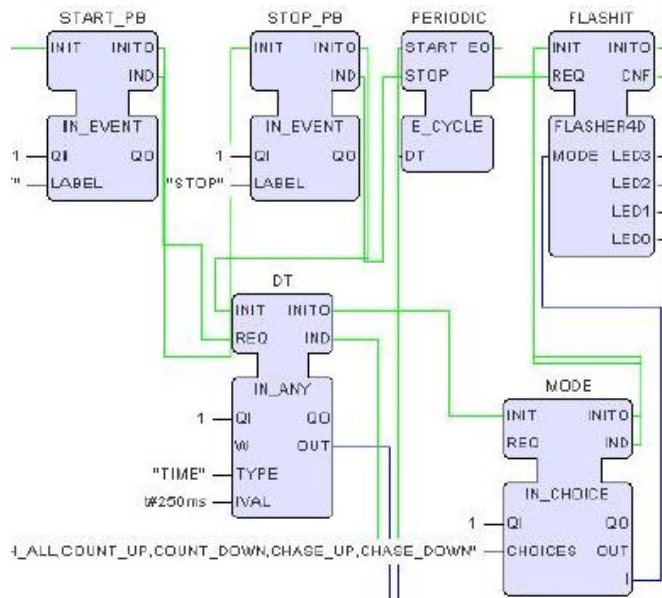 START_PB
INIT INITO
IND
IN_EVENT
1 QI QO
" LABEL
STOP_PB
INIT INITO
IND
IN_EVENT
1 QI QO
"STOP" LABEL
PERIODIC
START EO
STOP
E_CYCLE
DT
FLASHIT
INIT INITO
REQ CNF
FLASHER4D
MODE LED3
LED2
LED1
LED0
DT
INIT INITO
REQ IND
IN_ANY
1 QI QO
W OUT
"TIME" TYPE
t#250ms IVAL
MODE
INIT INITO
REQ IND
IN_CHOICE
1 QI QO
H_ALL,COUNT_UP,COUNT_DOWN,CHASE_UP,CHASE_DOWN" CHOICES OUT
I